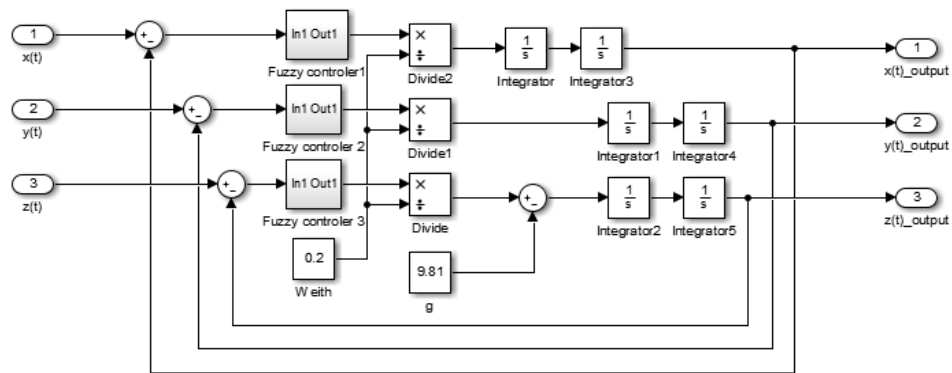 1
x(t)
+
−
In1 Out1
Fuzzy controler1
×
÷
Divide2
1
s
Integrator
1
s
Integrator3
1
x(t)_output
2
y(t)
+
−
In1 Out1
Fuzzy controler 2
×
÷
Divide1
1
s
Integrator1
1
s
Integrator4
2
y(t)_output
3
z(t)
+
−
In1 Out1
Fuzzy controler 3
×
÷
Divide
+
−
1
s
Integrator2
1
s
Integrator5
3
z(t)_output
0.2
Weith
9.81
g